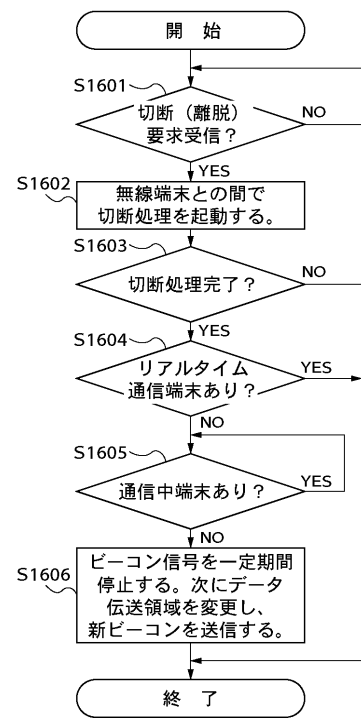 開 始
S1601
切断（離脱）
要求受信？
NO
YES
S1602
無線端末との間で
切断処理を起動する。
S1603
切断処理完了？
NO
YES
S1604
リアルタイム
通信端末あり？
YES
NO
S1605
通信中端末あり？
YES
NO
S1606
ビーコン信号を一定期間
停止する。次にデータ
伝送領域を変更し、
新ビーコンを送信する。
終 了